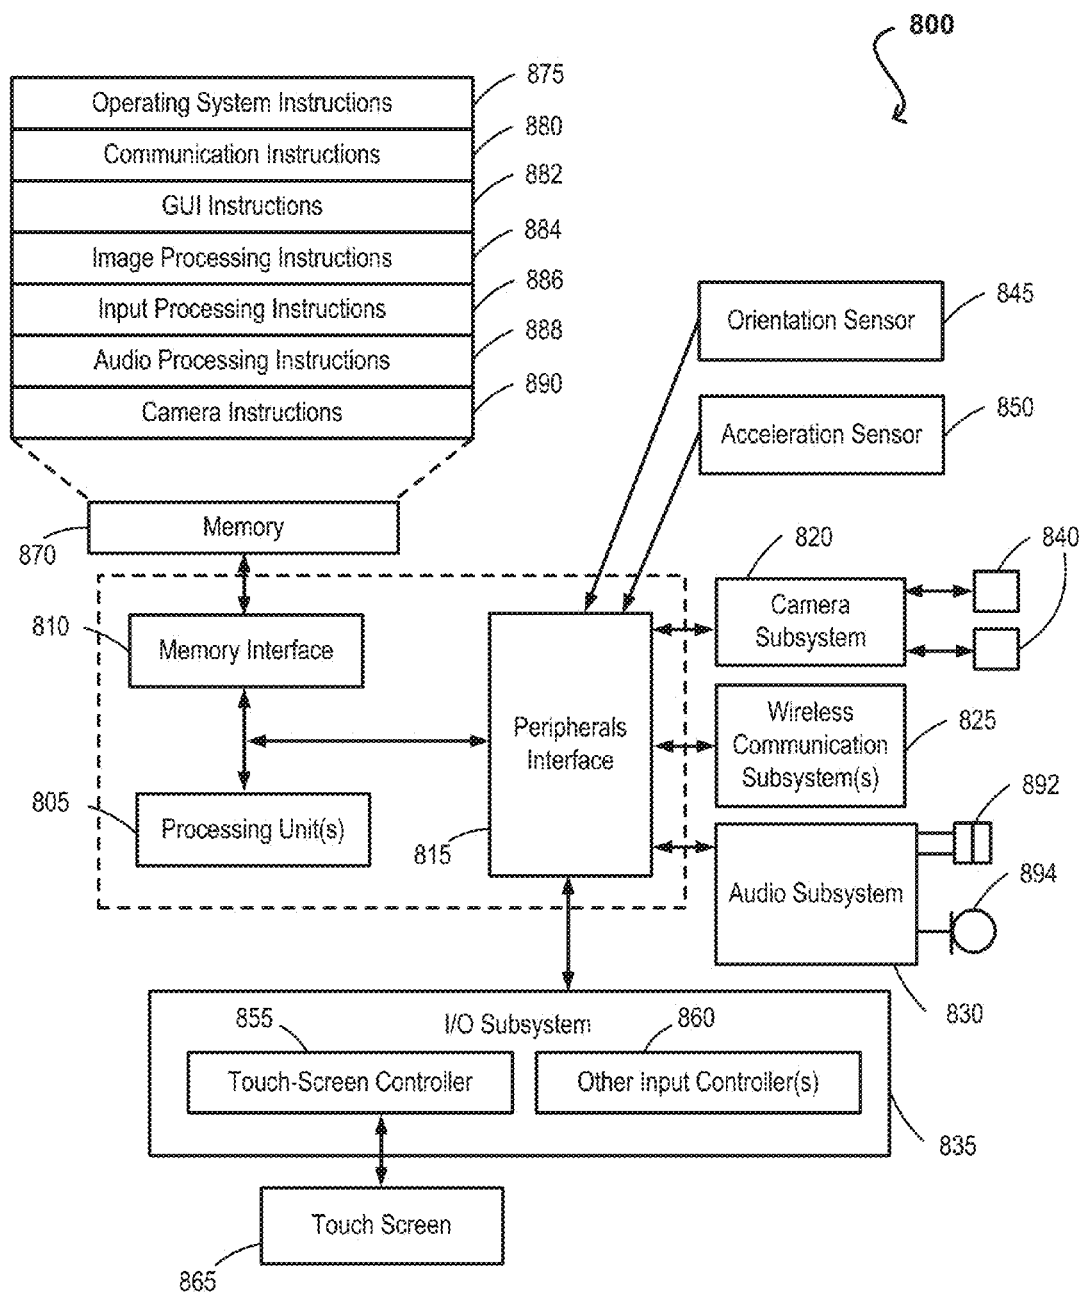 800
875
Operating System Instructions
880
Communication Instructions
882
GUI Instructions
884
Image Processing Instructions
886
Input Processing Instructions
888
Audio Processing Instructions
890
Camera Instructions
845
Orientation Sensor
850
Acceleration Sensor
Memory
870
820
840
Camera
Subsystem
810
Memory Interface
Peripherals
Interface
815
Wireless
Communication
Subsystem(s)
825
805
Processing Unit(s)
892
Audio Subsystem
894
830
I/O Subsystem
855
860
Touch-Screen Controller
Other Input Controller(s)
835
Touch Screen
865